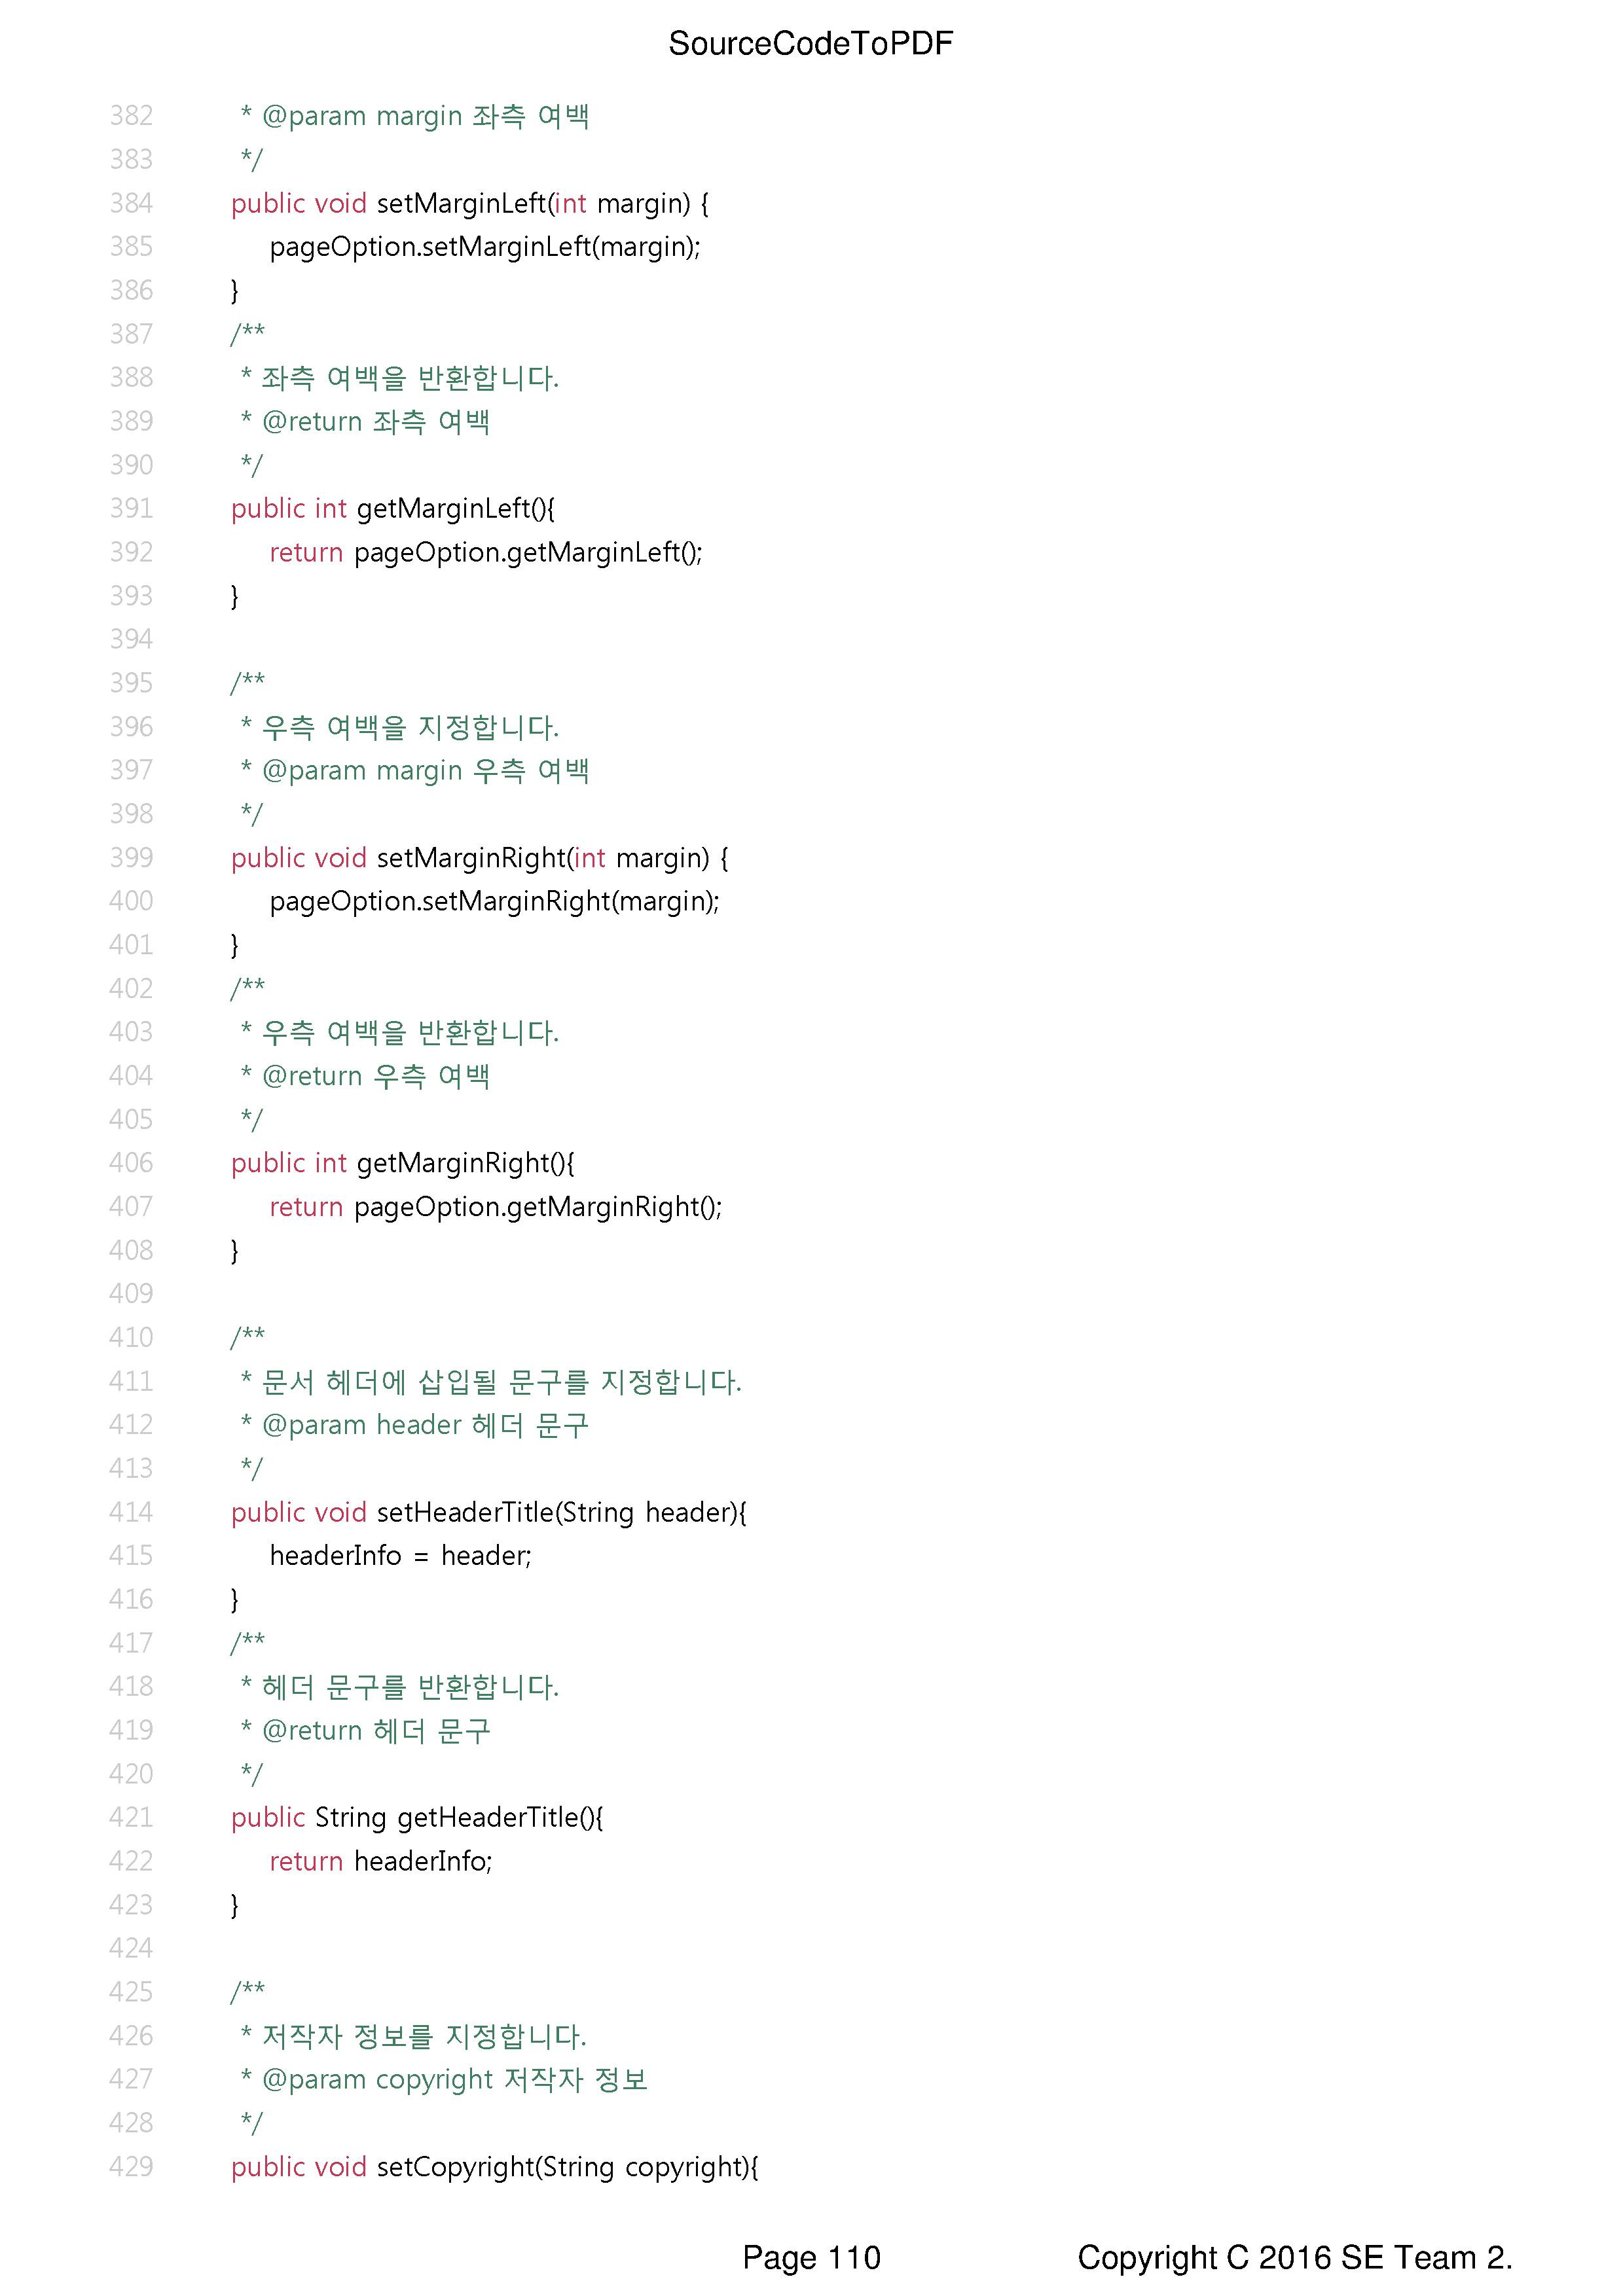 SourceCodeToPDF
382 * @param margin 좌측 여백
383 */
384 public void setMarginLeft(int margin) {
385 pageOption.setMarginLeft(margin);
386 }
387 /**
388 * 좌측 여백을 반환합니다.
389 * @return 좌측 여백
390 */
391 public int getMarginLeft(){
392 return pageOption.getMarginLeft();
393 }
394
395 /**
396 * 우측 여백을 지정합니다.
397 * @param margin 우측 여백
398 */
399 public void setMarginRight(int margin) {
400 pageOption.setMarginRight(margin);
401 }
402 /**
403 * 우측 여백을 반환합니다.
404 * @return 우측 여백
405 */
406 public int getMarginRight(){
407 return pageOption.getMarginRight();
408 }
409
410 /**
411 * 문서 헤더에 삽입될 문구를 지정합니다.
412 * @param header 헤더 문구
413 */
414 public void setHeaderTitle(String header){
415 headerInfo = header;
416 }
417 /**
418 * 헤더 문구를 반환합니다.
419 * @return 헤더 문구
420 */
421 public String getHeaderTitle(){
422 return headerInfo;
423 }
424
425 /**
426 * 저작자 정보를 지정합니다.
427 * @param copyright 저작자 정보
428 */
429 public void setCopyright(String copyright){
Page 110 Copyright C 2016 SE Team 2.